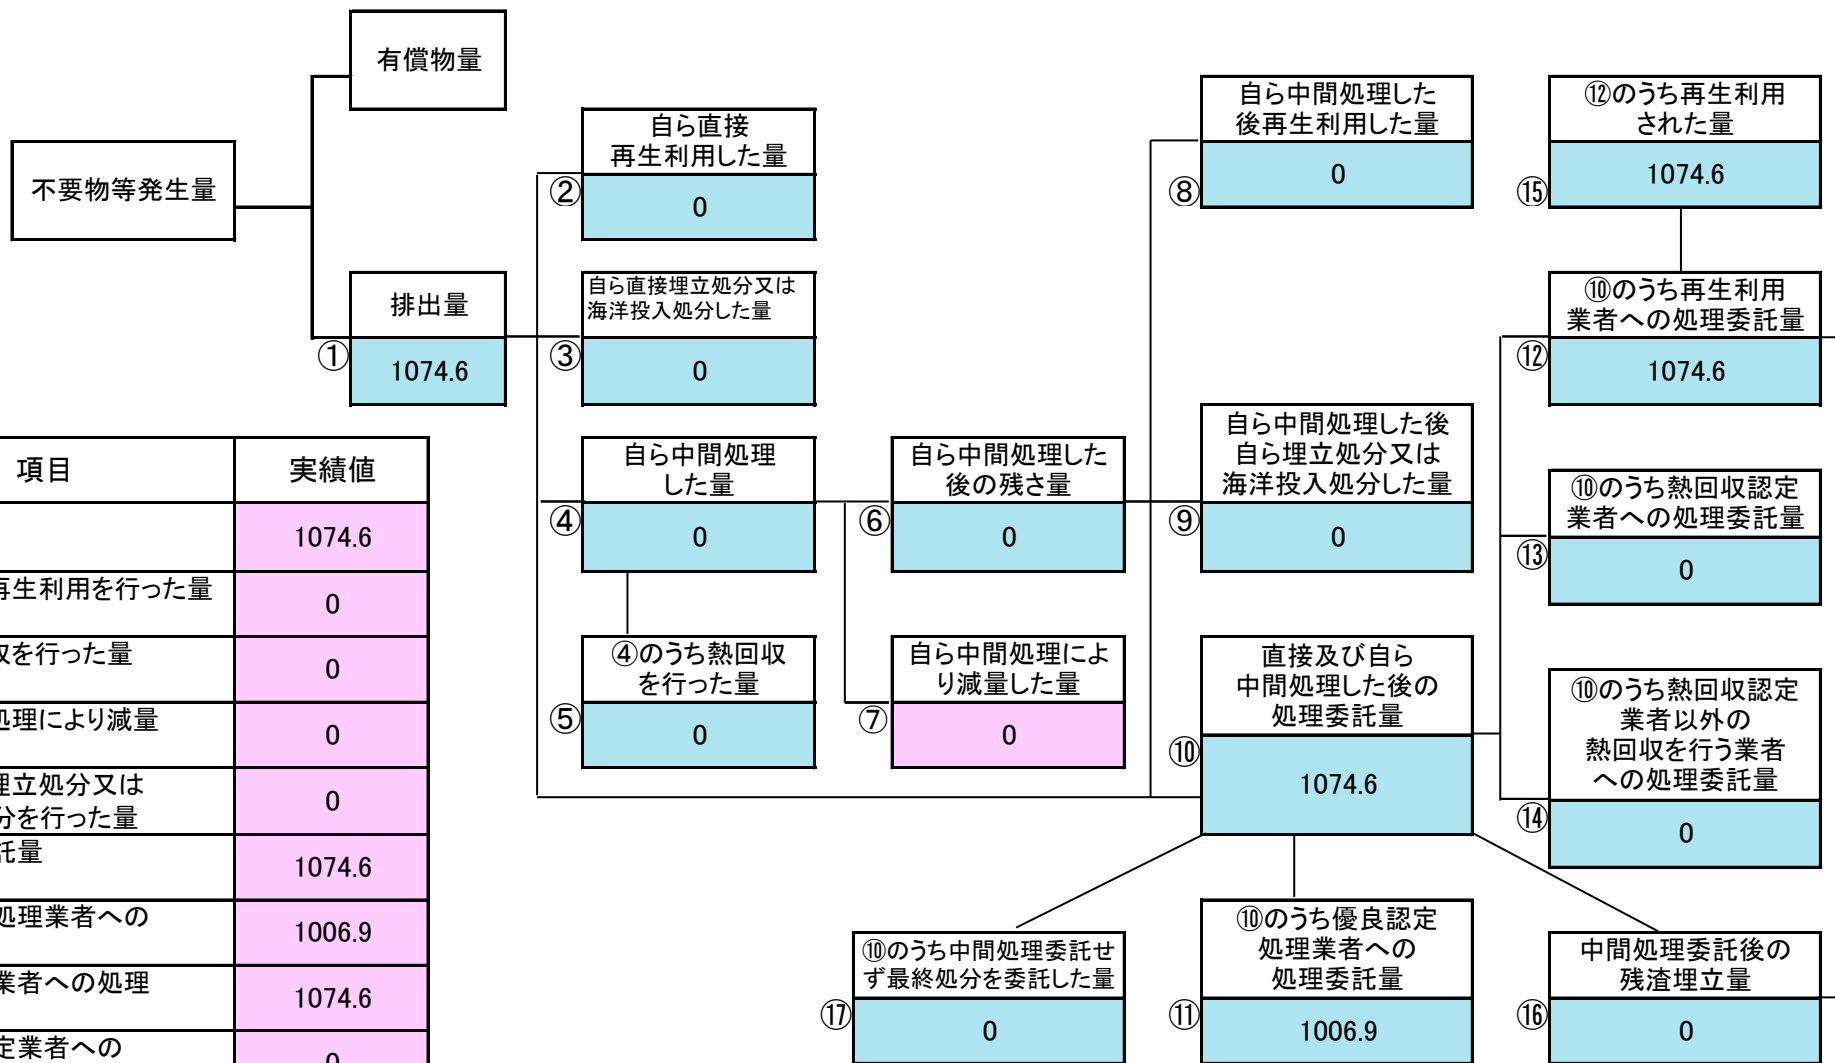 有償物量
不要物等発生量
排出量
①
1074.6
自ら直接
再生利用した量
②
0
自ら直接埋立処分又は
海洋投入処分した量
③
0
自ら中間処理
した量
④
0
④のうち熱回収
を行った量
⑤
0
自ら中間処理した
後の残さ量
⑥
0
自ら中間処理によ
り減量した量
⑦
0
自ら中間処理した
後再生利用した量
⑧
0
自ら中間処理した後
自ら埋立処分又は
海洋投入処分した量
⑨
0
直接及び自ら
中間処理した後の
処理委託量
⑩
1074.6
⑩のうち優良認定
処理業者への
処理委託量
⑪
1006.9
⑫のうち再生利用
された量
⑮
1074.6
⑩のうち再生利用
業者への処理委託量
⑫
1074.6
⑩のうち熱回収認定
業者への処理委託量
⑬
0
⑩のうち熱回収認定
業者以外の
熱回収を行う業者
への処理委託量
⑭
0
中間処理委託後の
残渣埋立量
⑯
0
⑩のうち中間処理委託せ
ず最終処分を委託した量
⑰
0
項目 実績値
1074.6
再生利用を行った量 0
を行った量 0
処理により減量 0
埋立処分又は
を行った量 0
託量 1074.6
処理業者への 1006.9
業者への処理 1074.6
定業者への 0